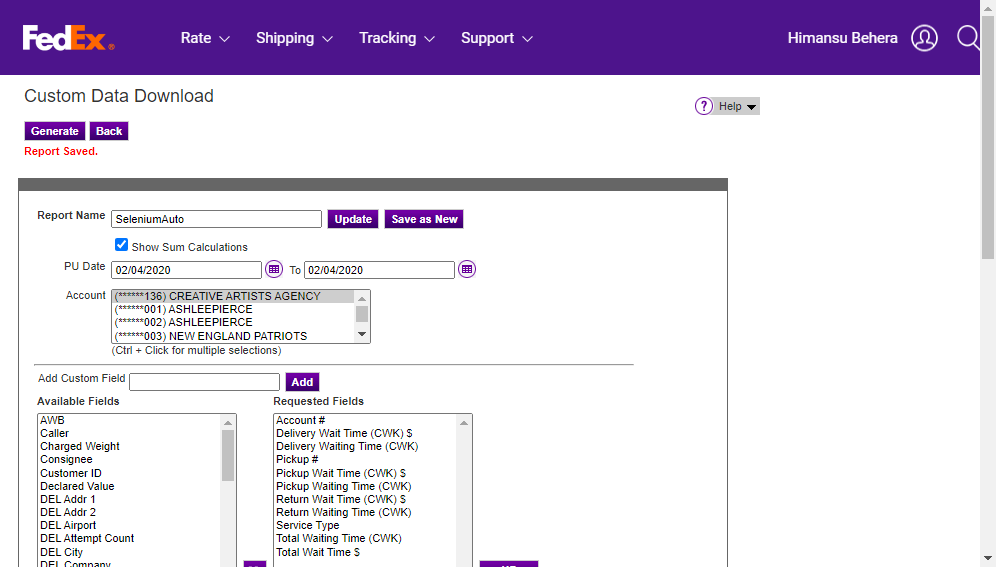 FedEx®
Rate
Shipping
Tracking
Support
Himansu Behera
Custom Data Download
? Help
Generate
Back
Report Saved.
Report Name SeleniumAuto Update Save as New
Show Sum Calculations
PU Date 02/04/2020 To 02/04/2020
Account
(******136) CREATIVE ARTISTS AGENCY
(******001) ASHLEEPIERCE
(******002) ASHLEEPIERCE
(******003) NEW ENGLAND PATRIOTS
(Ctrl + Click for multiple selections)
Add Custom Field Add
Available Fields
AWB
Caller
Charged Weight
Consignee
Customer ID
Declared Value
DEL Addr 1
DEL Addr 2
DEL Airport
DEL Attempt Count
DEL City
DEL Company
Requested Fields
Account #
Delivery Wait Time (CWK) $
Delivery Waiting Time (CWK)
Pickup #
Pickup Wait Time (CWK) $
Pickup Waiting Time (CWK)
Return Wait Time (CWK) $
Return Waiting Time (CWK)
Service Type
Total Waiting Time (CWK)
Total Wait Time $